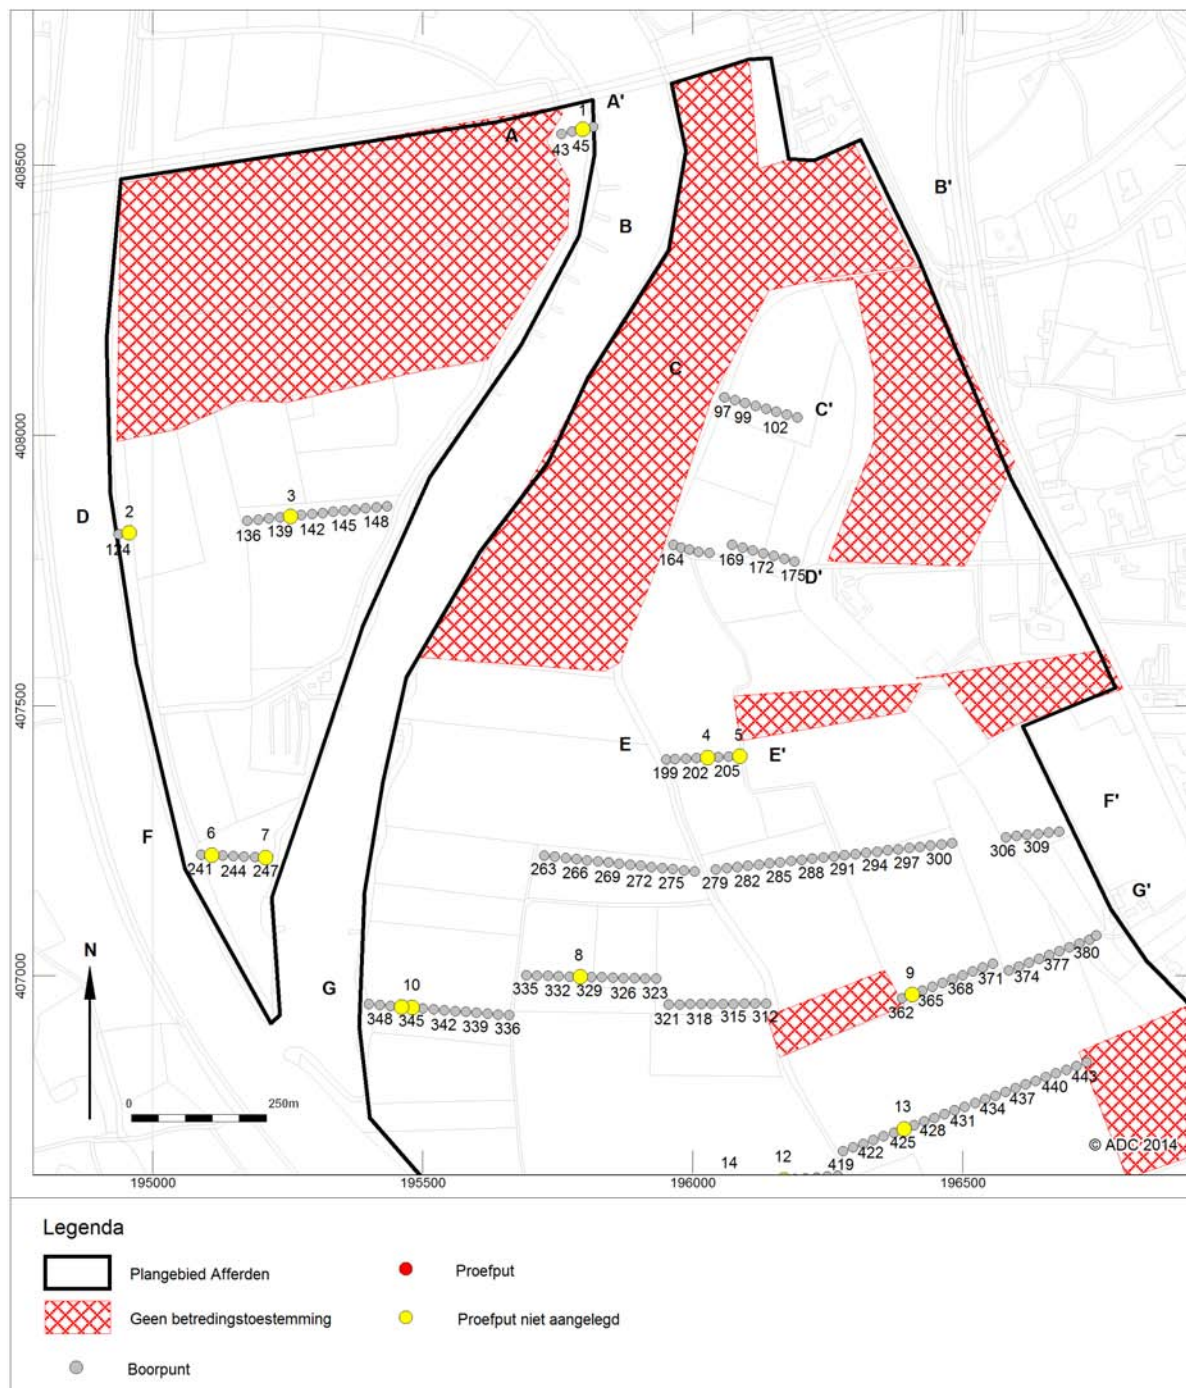 A'
1
A
43 45
408500
B'
B
C
97 99 102
C'
408000
3
2
D
136 139 142 145 148
124
164 169 172 175
D'
407500
4 5
E
E'
199 202 205
F'
6 7
F
241 244 247
263 266 269 272 275 279 282 285 288 291 294 297 300 306 309
G'
N
8
335 332 329 326 323
9
362 365 368 371 374 377 380
407000
G
10
348 345 342 339 336
321 318 315 312
0 250m
13
419 422 425 428 431 434 437 440 443
14 12
© ADC 2014
195000 195500 196000 196500
Legenda
Plangebied Afferden
Proefput
Geen betredingstoestemming
Proefput niet aangelegd
Boorpunt